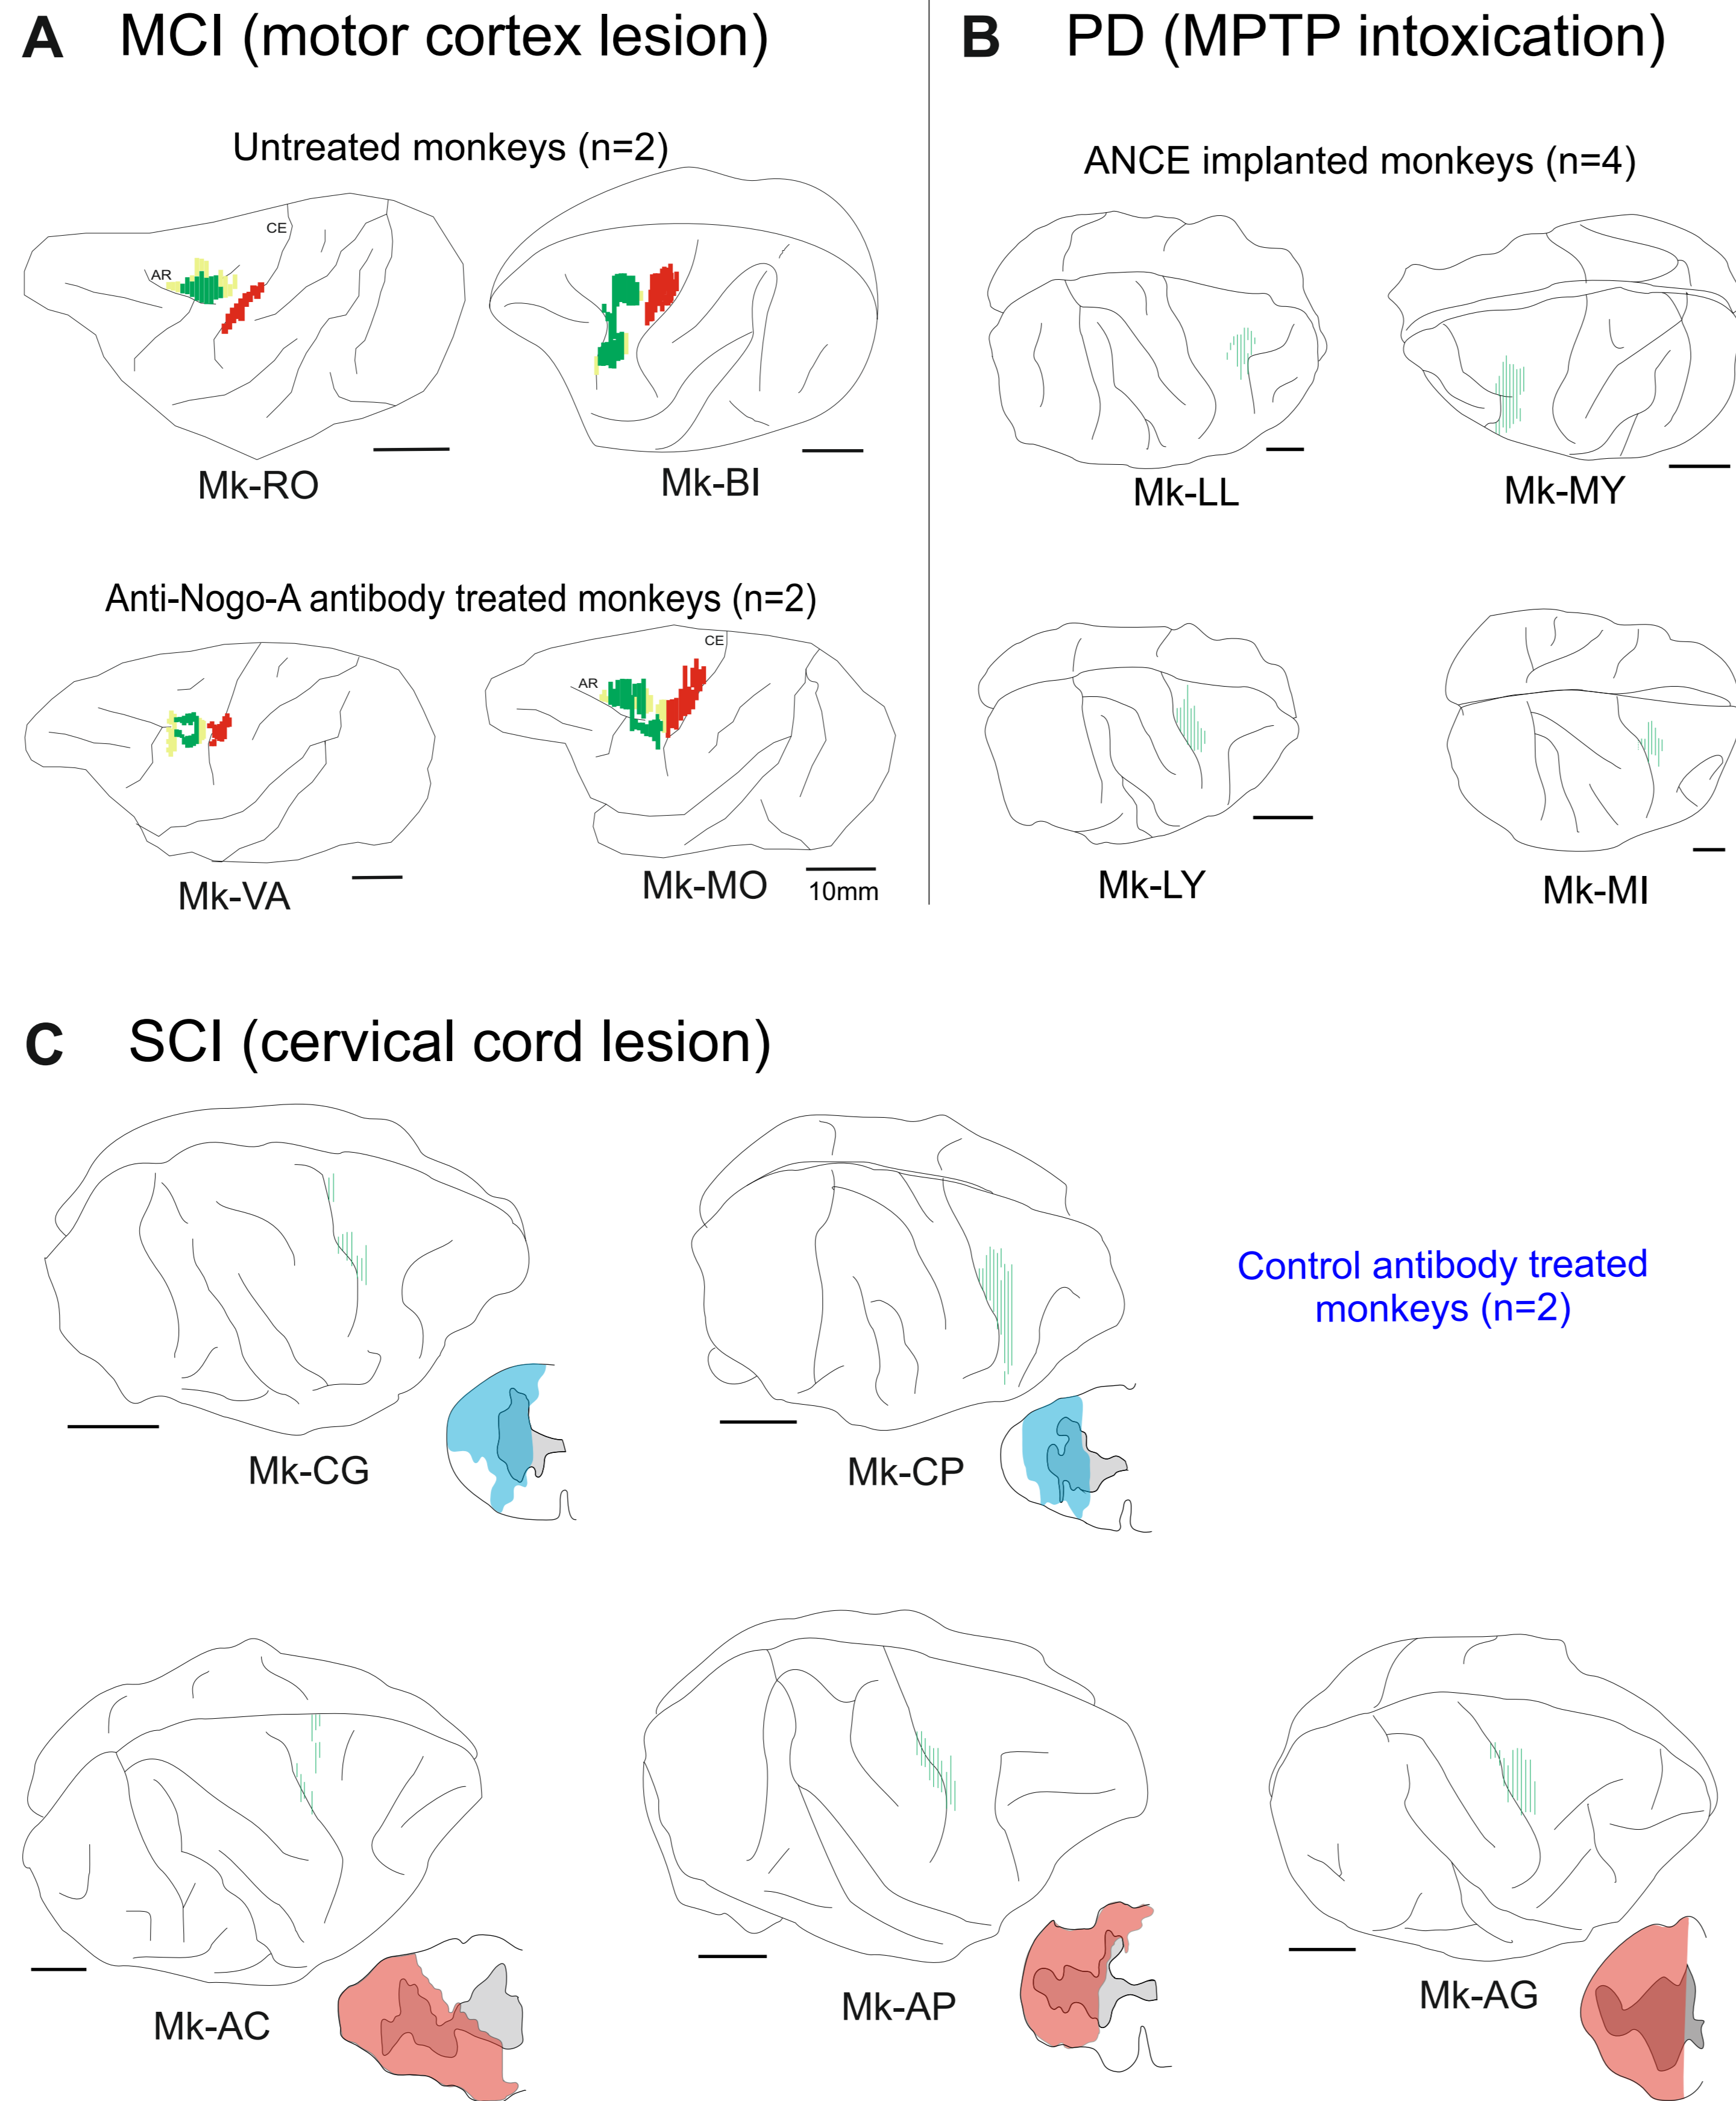 A MCI (motor cortex lesion)
B PD (MPTP intoxication)
Untreated monkeys (n=2)
ANCE implanted monkeys (n=4)
CE
AR
Mk-RO
Mk-BI
Mk-LL
Mk-MY
Anti-Nogo-A antibody treated monkeys (n=2)
CE
AR
Mk-VA
Mk-MO
10mm
Mk-LY
Mk-MI
C SCI (cervical cord lesion)
Control antibody treated
monkeys (n=2)
Mk-CG
Mk-CP
Mk-AC
Mk-AP
Mk-AG